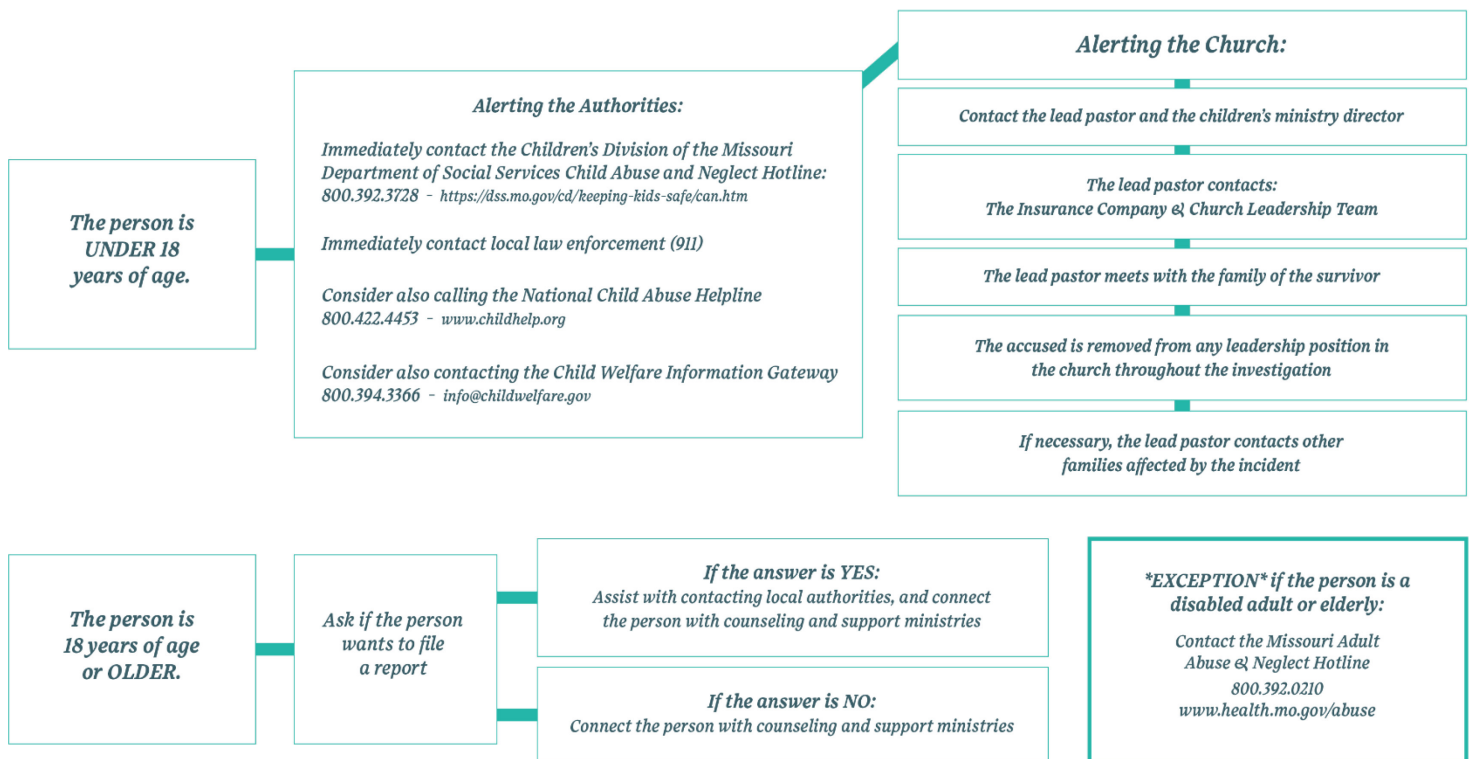 The person is
UNDER 18
years of age.
Alerting the Authorities:
Immediately contact the Children's Division of the Missouri
Department of Social Services Child Abuse and Neglect Hotline:
800.392.3728 - https://dss.mo.gov/cd/keeping-kids-safe/can.htm
Immediately contact local law enforcement (911)
Consider also calling the National Child Abuse Helpline
800.422.4453 - www.childhelp.org
Consider also contacting the Child Welfare Information Gateway
800.394.3366 - info@childwelfare.gov
Alerting the Church:
Contact the lead pastor and the children's ministry director
The lead pastor contacts:
The Insurance Company & Church Leadership Team
The lead pastor meets with the family of the survivor
The accused is removed from any leadership position in
the church throughout the investigation
If necessary, the lead pastor contacts other
families affected by the incident
The person is
18 years of age
or OLDER.
Ask if the person
wants to file
a report
If the answer is YES:
Assist with contacting local authorities, and connect
the person with counseling and support ministries
If the answer is NO:
Connect the person with counseling and support ministries
*EXCEPTION* if the person is a
disabled adult or elderly:
Contact the Missouri Adult
Abuse & Neglect Hotline
800.392.0210
www.health.mo.gov/abuse